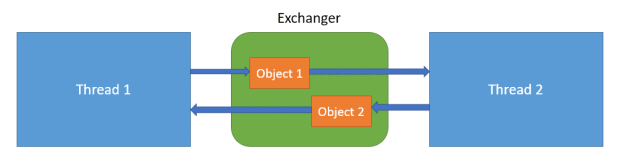 Exchanger
Thread 1
Object 1
Object 2
Thread 2